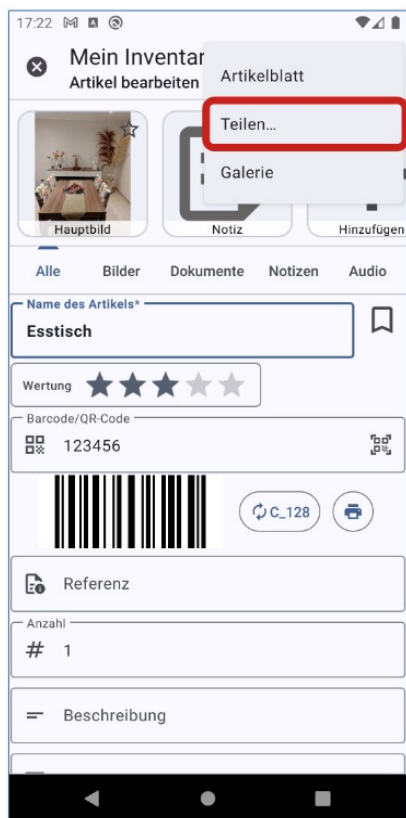 17:22
Mein Inventar
Artikel bearbeiten
Artikelblatt
Teilen…
Galerie
Hauptbild
Notiz
Hinzufügen
Alle Bilder Dokumente Notizen Audio
Name des Artikels*
Esstisch
Wertung
Barcode/QR-Code
123456
C_128
Referenz
Anzahl
# 1
Beschreibung